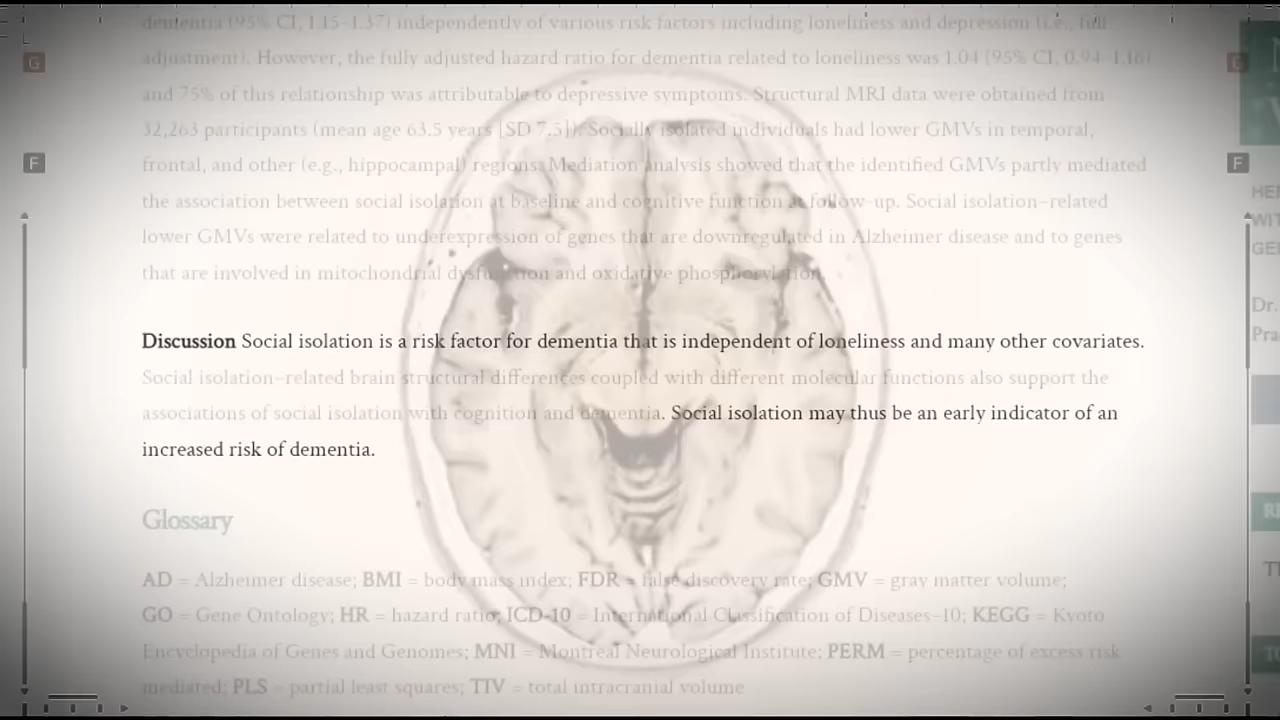 dementia (95% CI, 1.15–1.37) independently of various risk factors including loneliness and depression (i.e., full
adjustment). However, the fully adjusted hazard ratio for dementia related to loneliness was 1.04 (95% CI, 0.94–1.16)
and 75% of this relationship was attributable to depressive symptoms. Structural MRI data were obtained from
32,263 participants (mean age 63.5 years [SD 7.5]). Socially isolated individuals had lower GMVs in temporal,
frontal, and other (e.g., hippocampal) regions. Mediation analysis showed that the identified GMVs partly mediated
the association between social isolation at baseline and cognitive function at follow-up. Social isolation–related
lower GMVs were related to underexpression of genes that are downregulated in Alzheimer disease and to genes
that are involved in mitochondrial dysfunction and oxidative phosphorylation.
Discussion Social isolation is a risk factor for dementia that is independent of loneliness and many other covariates.
Social isolation–related brain structural differences coupled with different molecular functions also support the
associations of social isolation with cognition and dementia. Social isolation may thus be an early indicator of an
increased risk of dementia.
Glossary
AD = Alzheimer disease; BMI = body mass index; FDR = false discovery rate; GMV = gray matter volume;
GO = Gene Ontology; HR = hazard ratio; ICD-10 = International Classification of Diseases–10; KEGG = Kyoto
Encyclopedia of Genes and Genomes; MNI = Montreal Neurological Institute; PERM = percentage of excess risk
mediated; PLS = partial least squares; TIV = total intracranial volume
G
F
G
F
Dr.